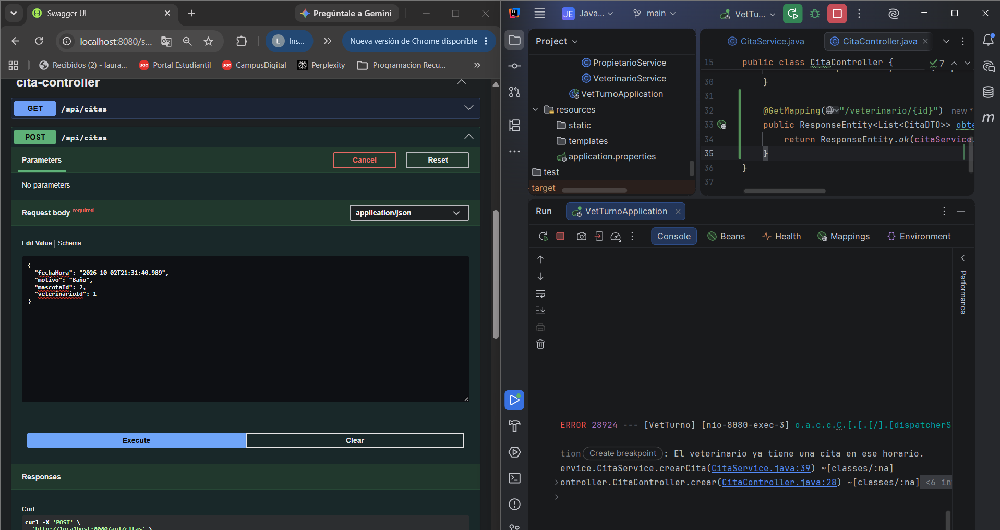 Swagger UI
Pregúntale a Gemini
localhost:8080/s...
L
Ins...
Nueva versión de Chrome disponible
Recibidos (2) - laura...
uao
Portal Estudiantil
uao
CampusDigital
Perplexity
Programacion Recu...
cita-controller
GET
/api/citas
POST
/api/citas
Parameters
Cancel
Reset
No parameters
Request body required
application/json
Edit Value
Schema
{
"fechaHora": "2026-10-02T21:31:40.989",
"motivo": "Baño",
"mascotaId": 2,
"veterinarioId": 1
}
Execute
Clear
Responses
Curl
curl -X 'POST' \
'http://localhost:8080/api/citas' \
JE
Java...
main
VetTu...
Project
PropietarioService
VeterinarioService
VetTurnoApplication
resources
static
templates
application.properties
test
target
CitaService.java
CitaController.java
15 public class CitaController {
7
30 }
31
32 @GetMapping("/veterinario/{id}") new *
33 public ResponseEntity<List<CitaDTO>> obte
34 return ResponseEntity.ok(citaService
35 }
36 }
37
Run
VetTurnoApplication
Console
Beans
Health
Mappings
Environment
Performance
ERROR 28924 --- [VetTurno] [nio-8080-exec-3] o.a.c.c.C.[.[.[/].[dispatcherS
tion Create breakpoint : El veterinario ya tiene una cita en ese horario.
ervice.CitaService.crearCita(CitaService.java:39) ~[classes/:na]
ontroller.CitaController.crear(CitaController.java:28) ~[classes/:na] <6 in
m